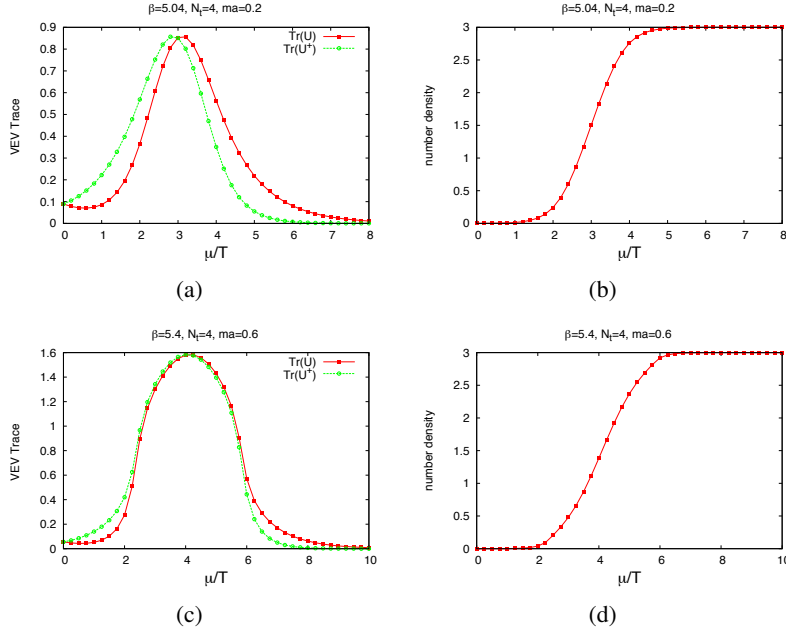 β=5.04, Nt=4, ma=0.2
VEV Trace
0.9
0.8
0.7
0.6
0.5
0.4
0.3
0.2
0.1
0
Tr(U)
Tr(U⁺)
0 1 2 3 4 5 6 7 8
μ/T
(a)
β=5.04, Nt=4, ma=0.2
number density
3
2.5
2
1.5
1
0.5
0
0 1 2 3 4 5 6 7 8
μ/T
(b)
β=5.4, Nt=4, ma=0.6
VEV Trace
1.6
1.4
1.2
1
0.8
0.6
0.4
0.2
0
Tr(U)
Tr(U⁺)
0 2 4 6 8 10
μ/T
(c)
β=5.4, Nt=4, ma=0.6
number density
3
2.5
2
1.5
1
0.5
0
0 2 4 6 8 10
μ/T
(d)